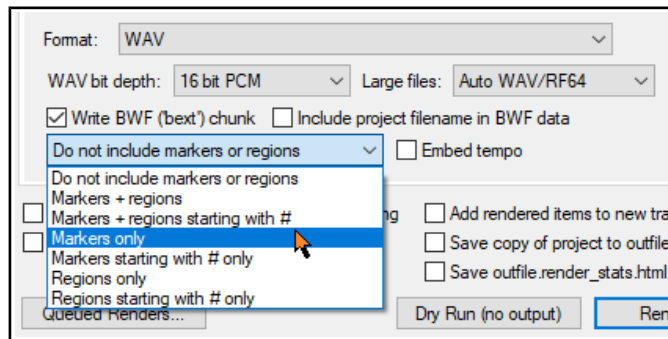 Format: WAV
WAV bit depth: 16 bit PCM Large files: Auto WAV/RF64
Write BWF ('bext') chunk Include project filename in BWF data
Do not include markers or regions Embed tempo
Do not include markers or regions
Markers + regions
Markers + regions starting with #
Add rendered items to new
Markers only
Save copy of project to outfile
Markers starting with # only
Regions only
Save outfile.render_stats.html
Regions starting with # only
Queued Renders... Dry Run (no output)